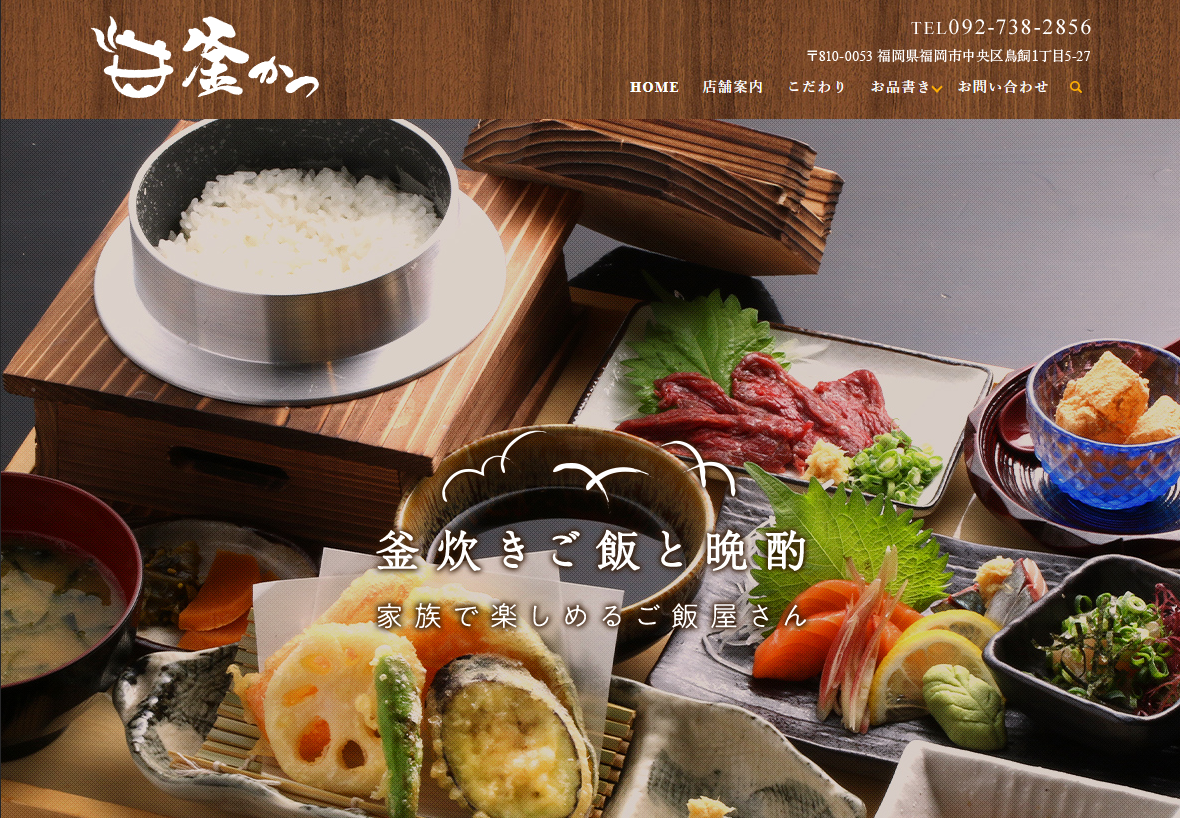 釜かつ
TEL092-738-2856
〒810-0053 福岡県福岡市中央区鳥飼1丁目5-27
HOME 店舗案内 こだわり お品書き お問い合わせ
釜炊きご飯と晩酌
家族で楽しめるご飯屋さん